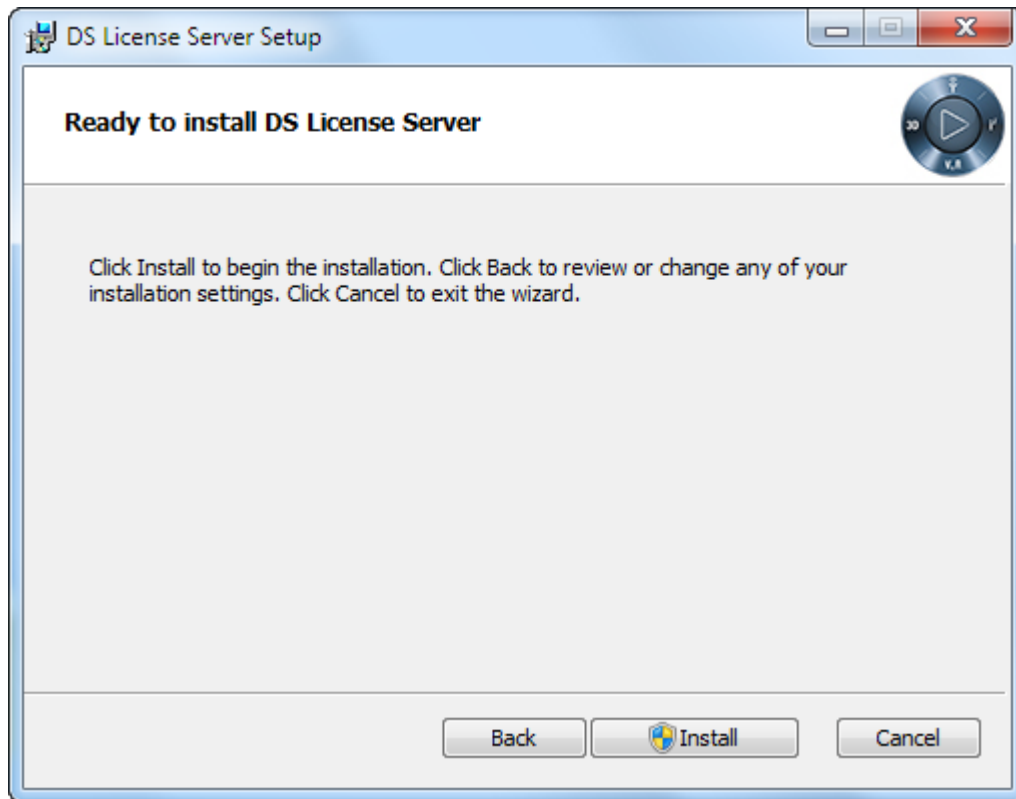 DS License Server Setup
Ready to install DS License Server
3D
V,R
Click Install to begin the installation. Click Back to review or change any of your
installation settings. Click Cancel to exit the wizard.
Back
Install
Cancel